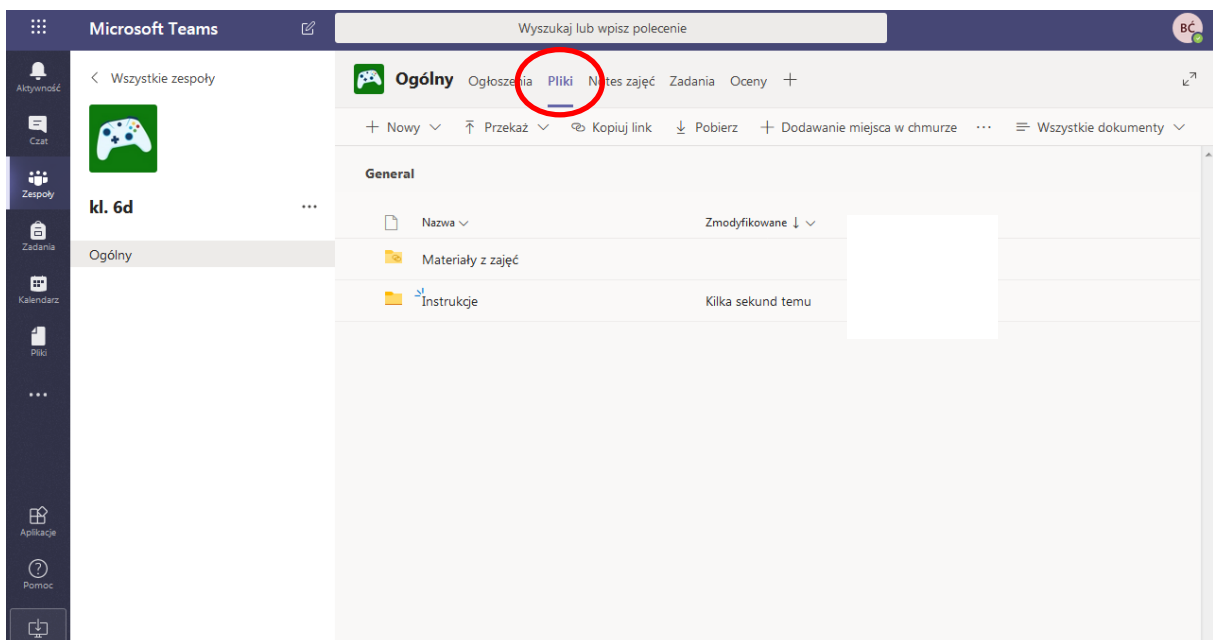 Microsoft Teams
Wyszukaj lub wpisz polecenie
BĆ
Aktywność
Czat
Zespoły
Zadania
Kalendarz
Pliki
Aplikacje
Pomoc
Wszystkie zespoły
kl. 6d
Ogólny
Ogólny Ogłoszenia Pliki Notes zajęć Zadania Oceny
Nowy Przekaż Kopiuj link Pobierz Dodawanie miejsca w chmurze Wszystkie dokumenty
General
Nazwa Zmodyfikowane
Materiały z zajęć
Instrukcje Kilka sekund temu